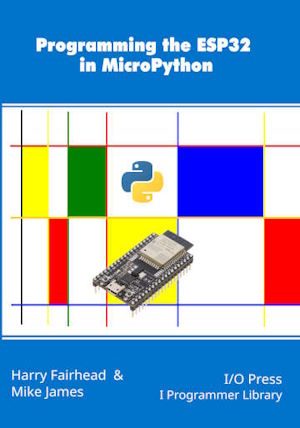 Programming the ESP32
in MicroPython
Harry Fairhead &
Mike James
I/O Press
I Programmer Library